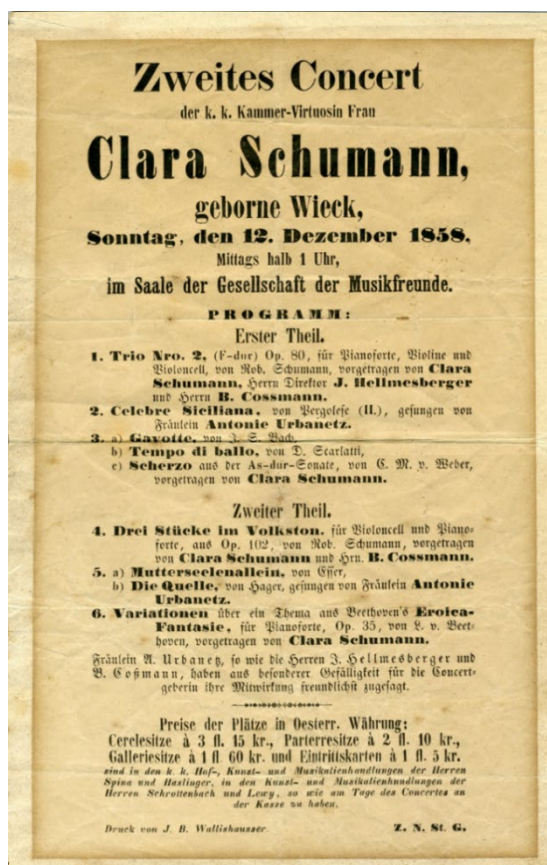 Zweites Concert
der k. k. Kammer-Virtuosin Frau
Clara Schumann,
geborne Wieck,
Sonntag, den 12. Dezember 1858,
Mittags halb 1 Uhr,
im Saale der Gesellschaft der Musikfreunde.
PROGRAMM:
Erster Theil.
1. Trio Nro. 2, (F-dur) Op. 80, für Pianoforte, Violine und
Violoncell, von Rob. Schumann, vorgetragen von Clara
Schumann, Herrn Direktor J. Hellmesberger
und Herrn B. Cossmann.
2. Celebre Siciliana, von Pergolese (II.), gesungen von
Fräulein Antonie Urbanetz.
3. a) Gavotte, von J. S. Bach,
b) Tempo di ballo, von D. Scarlatti,
c) Scherzo aus der As-dur-Sonate, von C. M. v. Weber,
vorgetragen von Clara Schumann.
Zweiter Theil.
4. Drei Stücke im Volkston, für Violoncell und Piano-
forte, aus Op. 102, von Rob. Schumann, vorgetragen
von Clara Schumann und Hrn. B. Cossmann.
5. a) Mutterseelenallein, von Esser,
b) Die Quelle, von Hager, gesungen von Fräulein Antonie
Urbanetz.
6. Variationen über ein Thema aus Beethoven's Eroica-
Fantasie, für Pianoforte, Op. 35, von L. v. Beet-
hoven, vorgetragen von Clara Schumann.
Fräulein A. Urbanetz, so wie die Herren J. Hellmesberger und
B. Coßmann, haben aus besonderer Gefälligkeit für die Concert-
geberin ihre Mitwirkung freundlichst zugesagt.
Preise der Plätze in Oesterr. Währung:
Cerclesitze à 3 fl. 15 kr., Parterresitze à 2 fl. 10 kr.,
Galleriesitze à 1 fl. 60 kr. und Eintrittskarten à 1 fl. 5 kr.
sind in den k. k. Hof-, Kunst- und Musikalienhandlungen der Herren
Spina und Haslinger, in den Kunst- und Musikalienhandlungen der
Herren Schrottenbach und Lewy, so wie am Tage des Concertes an
der Kasse zu haben.
Druck von J. B. Wallishausser
Z. N. St. G.